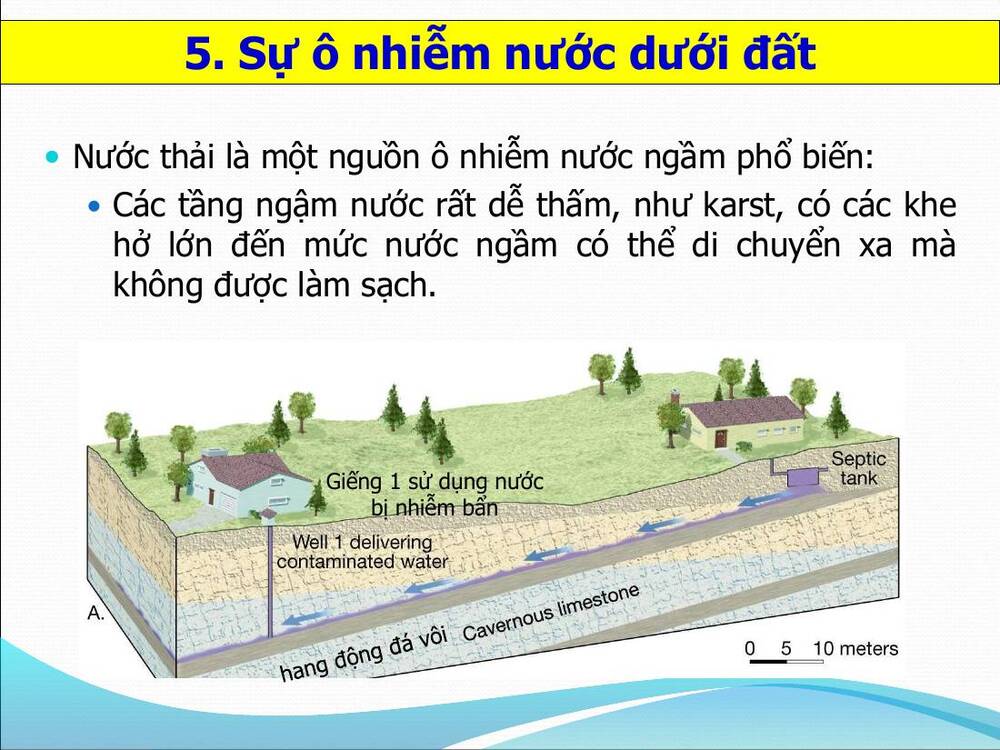 5. Sự ô nhiễm nước dưới đất
Nước thải là một nguồn ô nhiễm nước ngầm phổ biến:
Các tầng ngậm nước rất dễ thấm, như karst, có các khe
hở lớn đến mức nước ngầm có thể di chuyển xa mà
không được làm sạch.
Septic
tank
Giếng 1 sử dụng nước
bị nhiễm bẩn
Well 1 delivering
contaminated water
A.
hang động đá vôi Cavernous limestone
0 5 10 meters